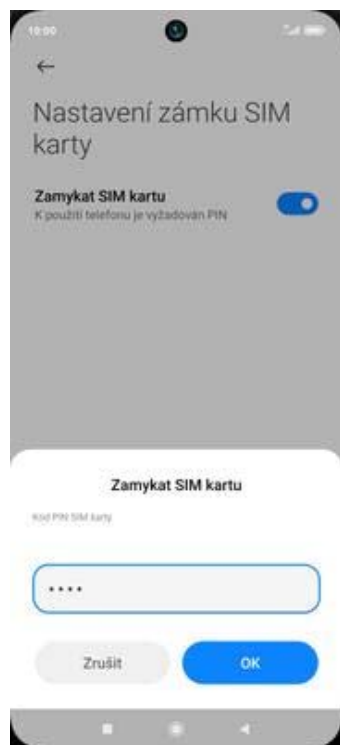 10:00
Nastavení zámku SIM
karty
Zamykat SIM kartu
K použití telefonu je vyžadován PIN
Zamykat SIM kartu
Kód PIN SIM karty
••••
Zrušit
OK